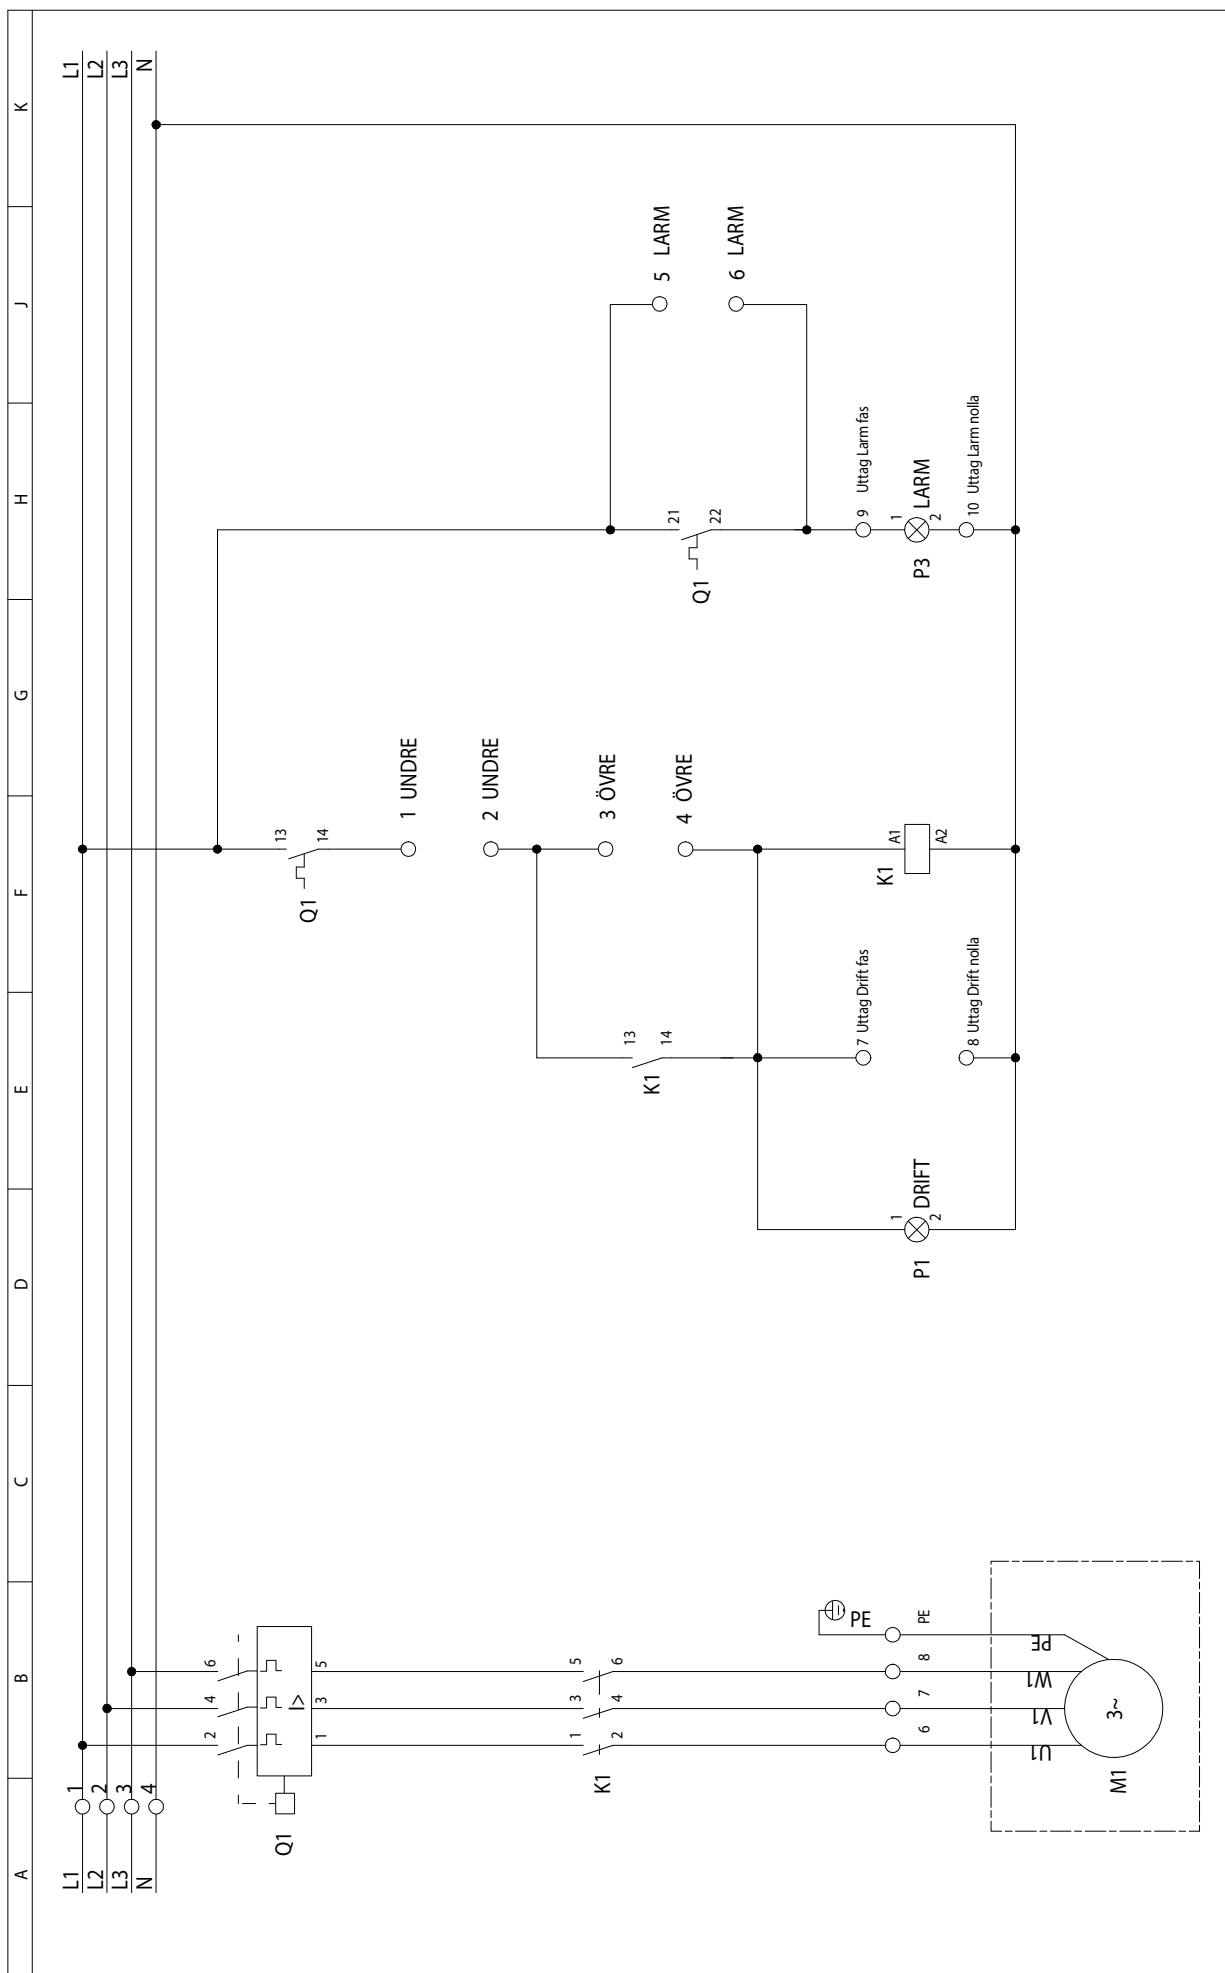 A B C D E F G H J K
L1 1 L1
L2 2 L2
L3 3 L3
N 4 N
2 4 6
I>
Q1
1 3 5
1 3 5
K1
2 4 6
PE
6 7 8 PE
U1 V1 W1 PE
M1
3~
13
Q1
14
1 UNDRE
2 UNDRE
3 ÖVRE
4 ÖVRE
13
K1
14
1
P1 DRIFT
2
7 Uttag Drift fas
8 Uttag Drift nolla
A1
K1
A2
21
Q1
22
5 LARM
6 LARM
9 Uttag Larm fas
1
P3 LARM
2
10 Uttag Larm nolla